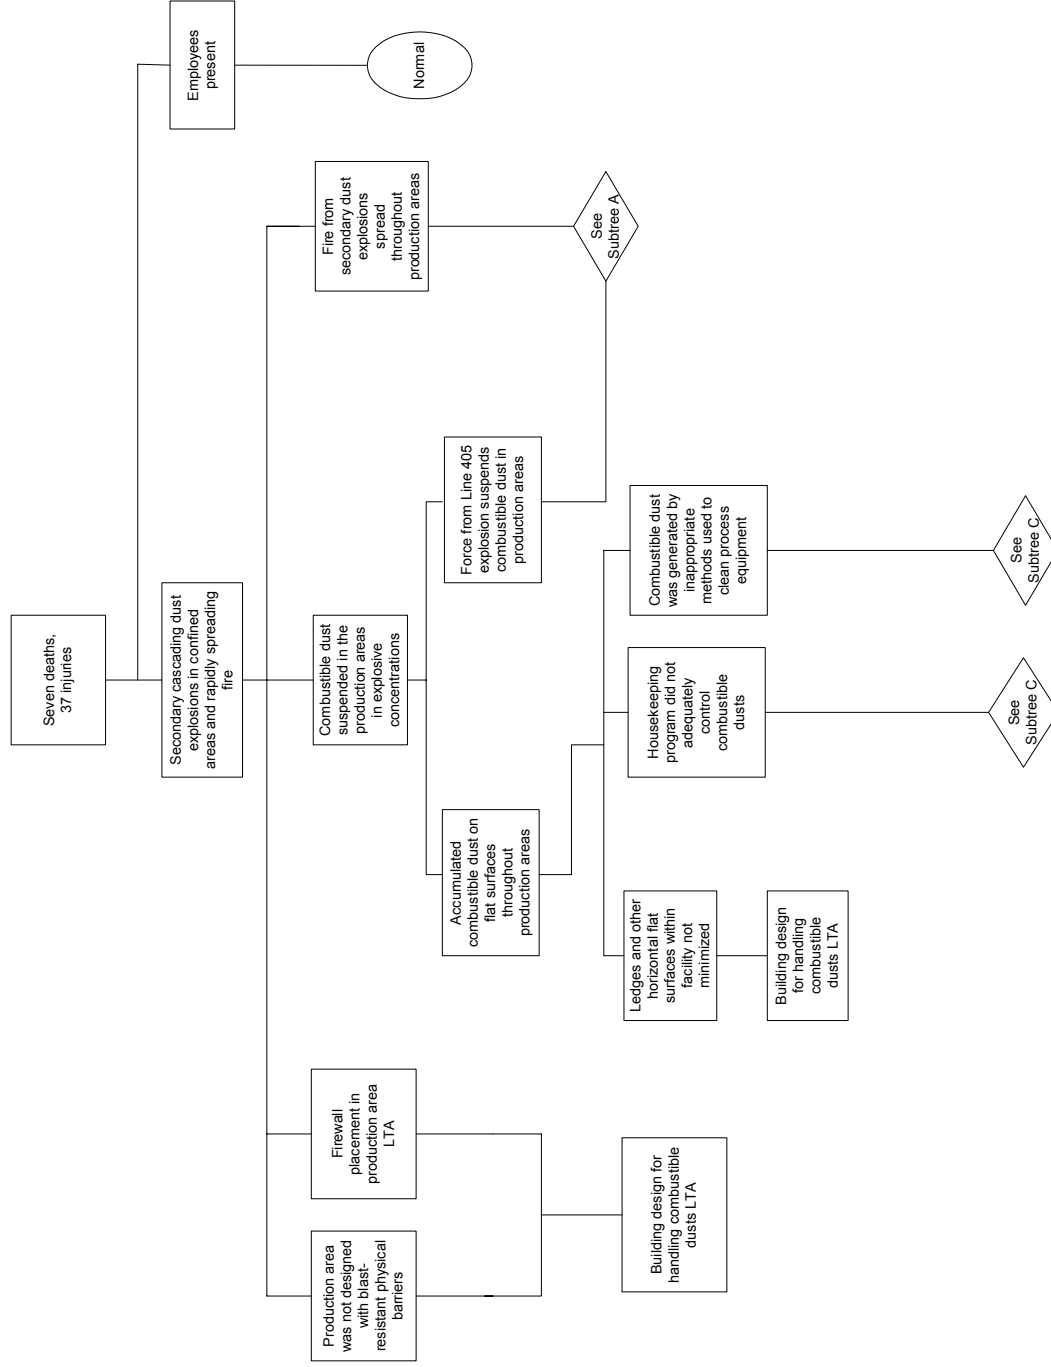 Seven deaths,
37 injuries
Employees
present
Normal
Secondary cascading dust
explosions in confined
areas and rapidly spreading
fire
Production area
was not designed
with blast-
resistant physical
barriers
Firewall
placement in
production area
LTA
Combustible dust
suspended in the
production areas
in explosive
concentrations
Fire from
secondary dust
explosions
spread
throughout
production areas
Accumulated
combustible dust on
flat surfaces
throughout
production areas
Force from Line 405
explosion suspends
combustible dust in
production areas
See
Subtree A
Building design for
handling combustible
dusts LTA
Ledges and other
horizontal flat
surfaces within
facility not
minimized
Housekeeping
program did not
adequately
control
combustible
dusts
Combustible dust
was generated by
inappropriate
methods used to
clean process
equipment
Building design
for handling
combustible
dusts LTA
See
Subtree C
See
Subtree C